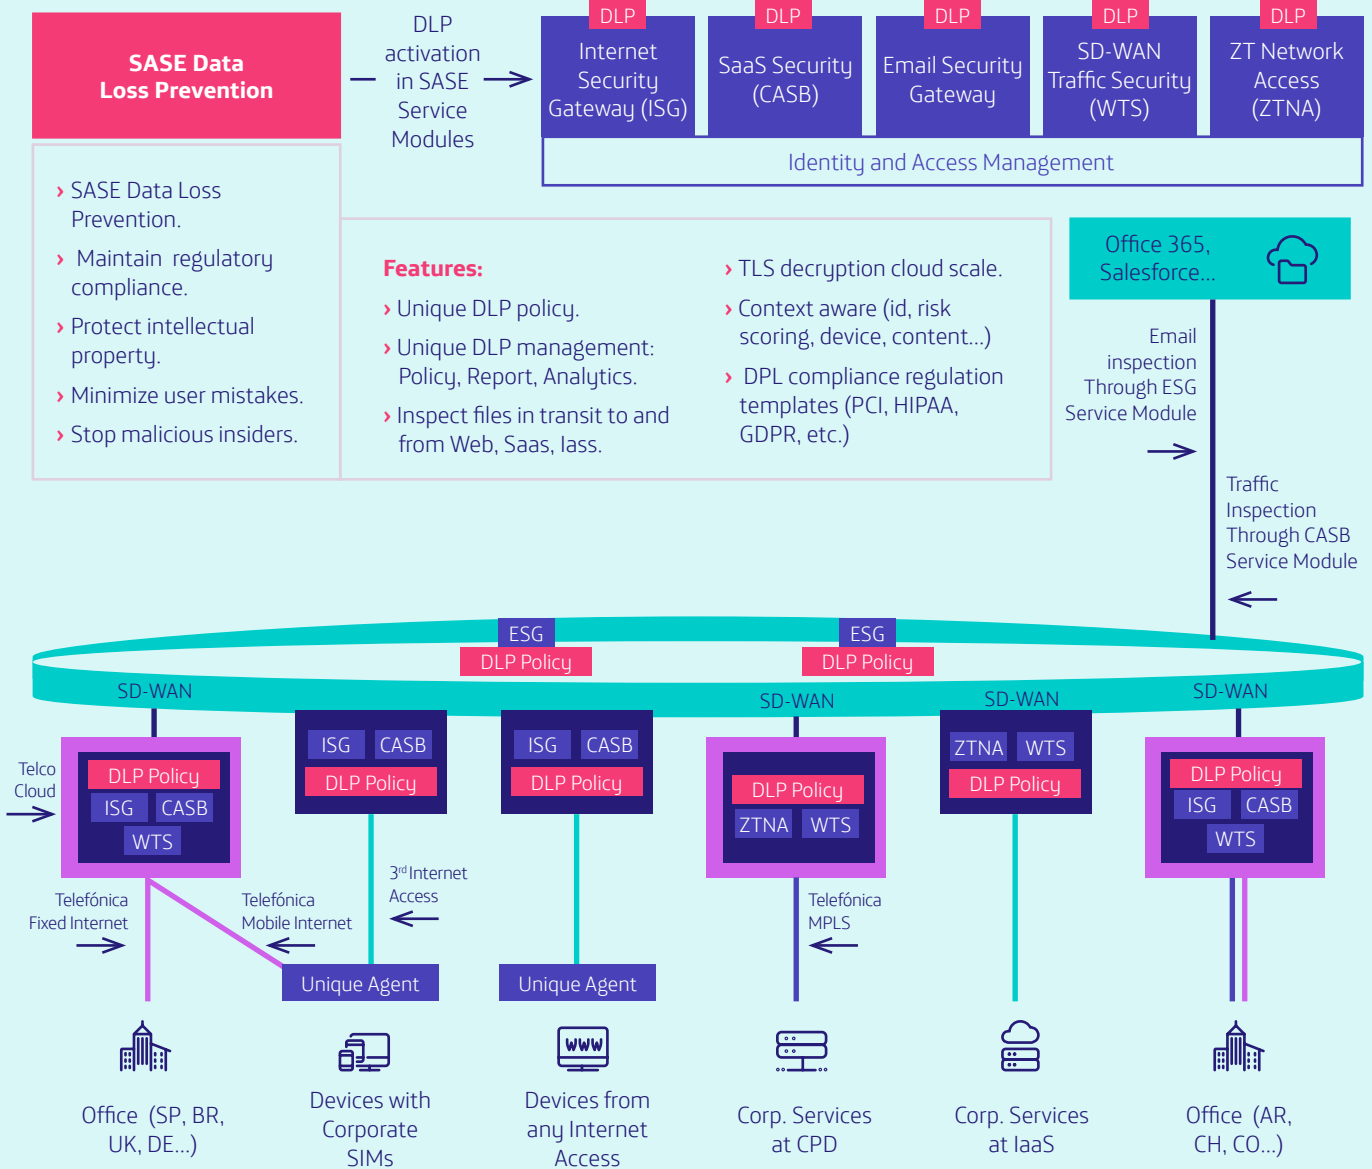 SASE Data
Loss Prevention
DLP
activation
in SASE
Service
Modules
DLP
Internet
Security
Gateway (ISG)
DLP
SaaS Security
(CASB)
DLP
Email Security
Gateway
DLP
SD-WAN
Traffic Security
(WTS)
DLP
ZT Network
Access
(ZTNA)
Identity and Access Management
› SASE Data Loss
Prevention.
› Maintain regulatory
compliance.
› Protect intellectual
property.
› Minimize user mistakes.
› Stop malicious insiders.
Features:
› Unique DLP policy.
› Unique DLP management:
Policy, Report, Analytics.
› Inspect files in transit to and
from Web, Saas, Iass.
› TLS decryption cloud scale.
› Context aware (id, risk
scoring, device, content...)
› DPL compliance regulation
templates (PCI, HIPAA,
GDPR, etc.)
Office 365,
Salesforce...
Email
inspection
Through ESG
Service Module
Traffic
Inspection
Through CASB
Service Module
ESG
DLP Policy
ESG
DLP Policy
SD-WAN
SD-WAN
SD-WAN
SD-WAN
Telco
Cloud
DLP Policy
ISG CASB
WTS
ISG CASB
DLP Policy
ISG CASB
DLP Policy
DLP Policy
ZTNA WTS
ZTNA WTS
DLP Policy
DLP Policy
ISG CASB
WTS
Telefónica
Fixed Internet
Telefónica
Mobile Internet
3rd Internet
Access
Telefónica
MPLS
Unique Agent
Unique Agent
WWW
Office (SP, BR,
UK, DE...)
Devices with
Corporate
SIMs
Devices from
any Internet
Access
Corp. Services
at CPD
Corp. Services
at IaaS
Office (AR,
CH, CO...)